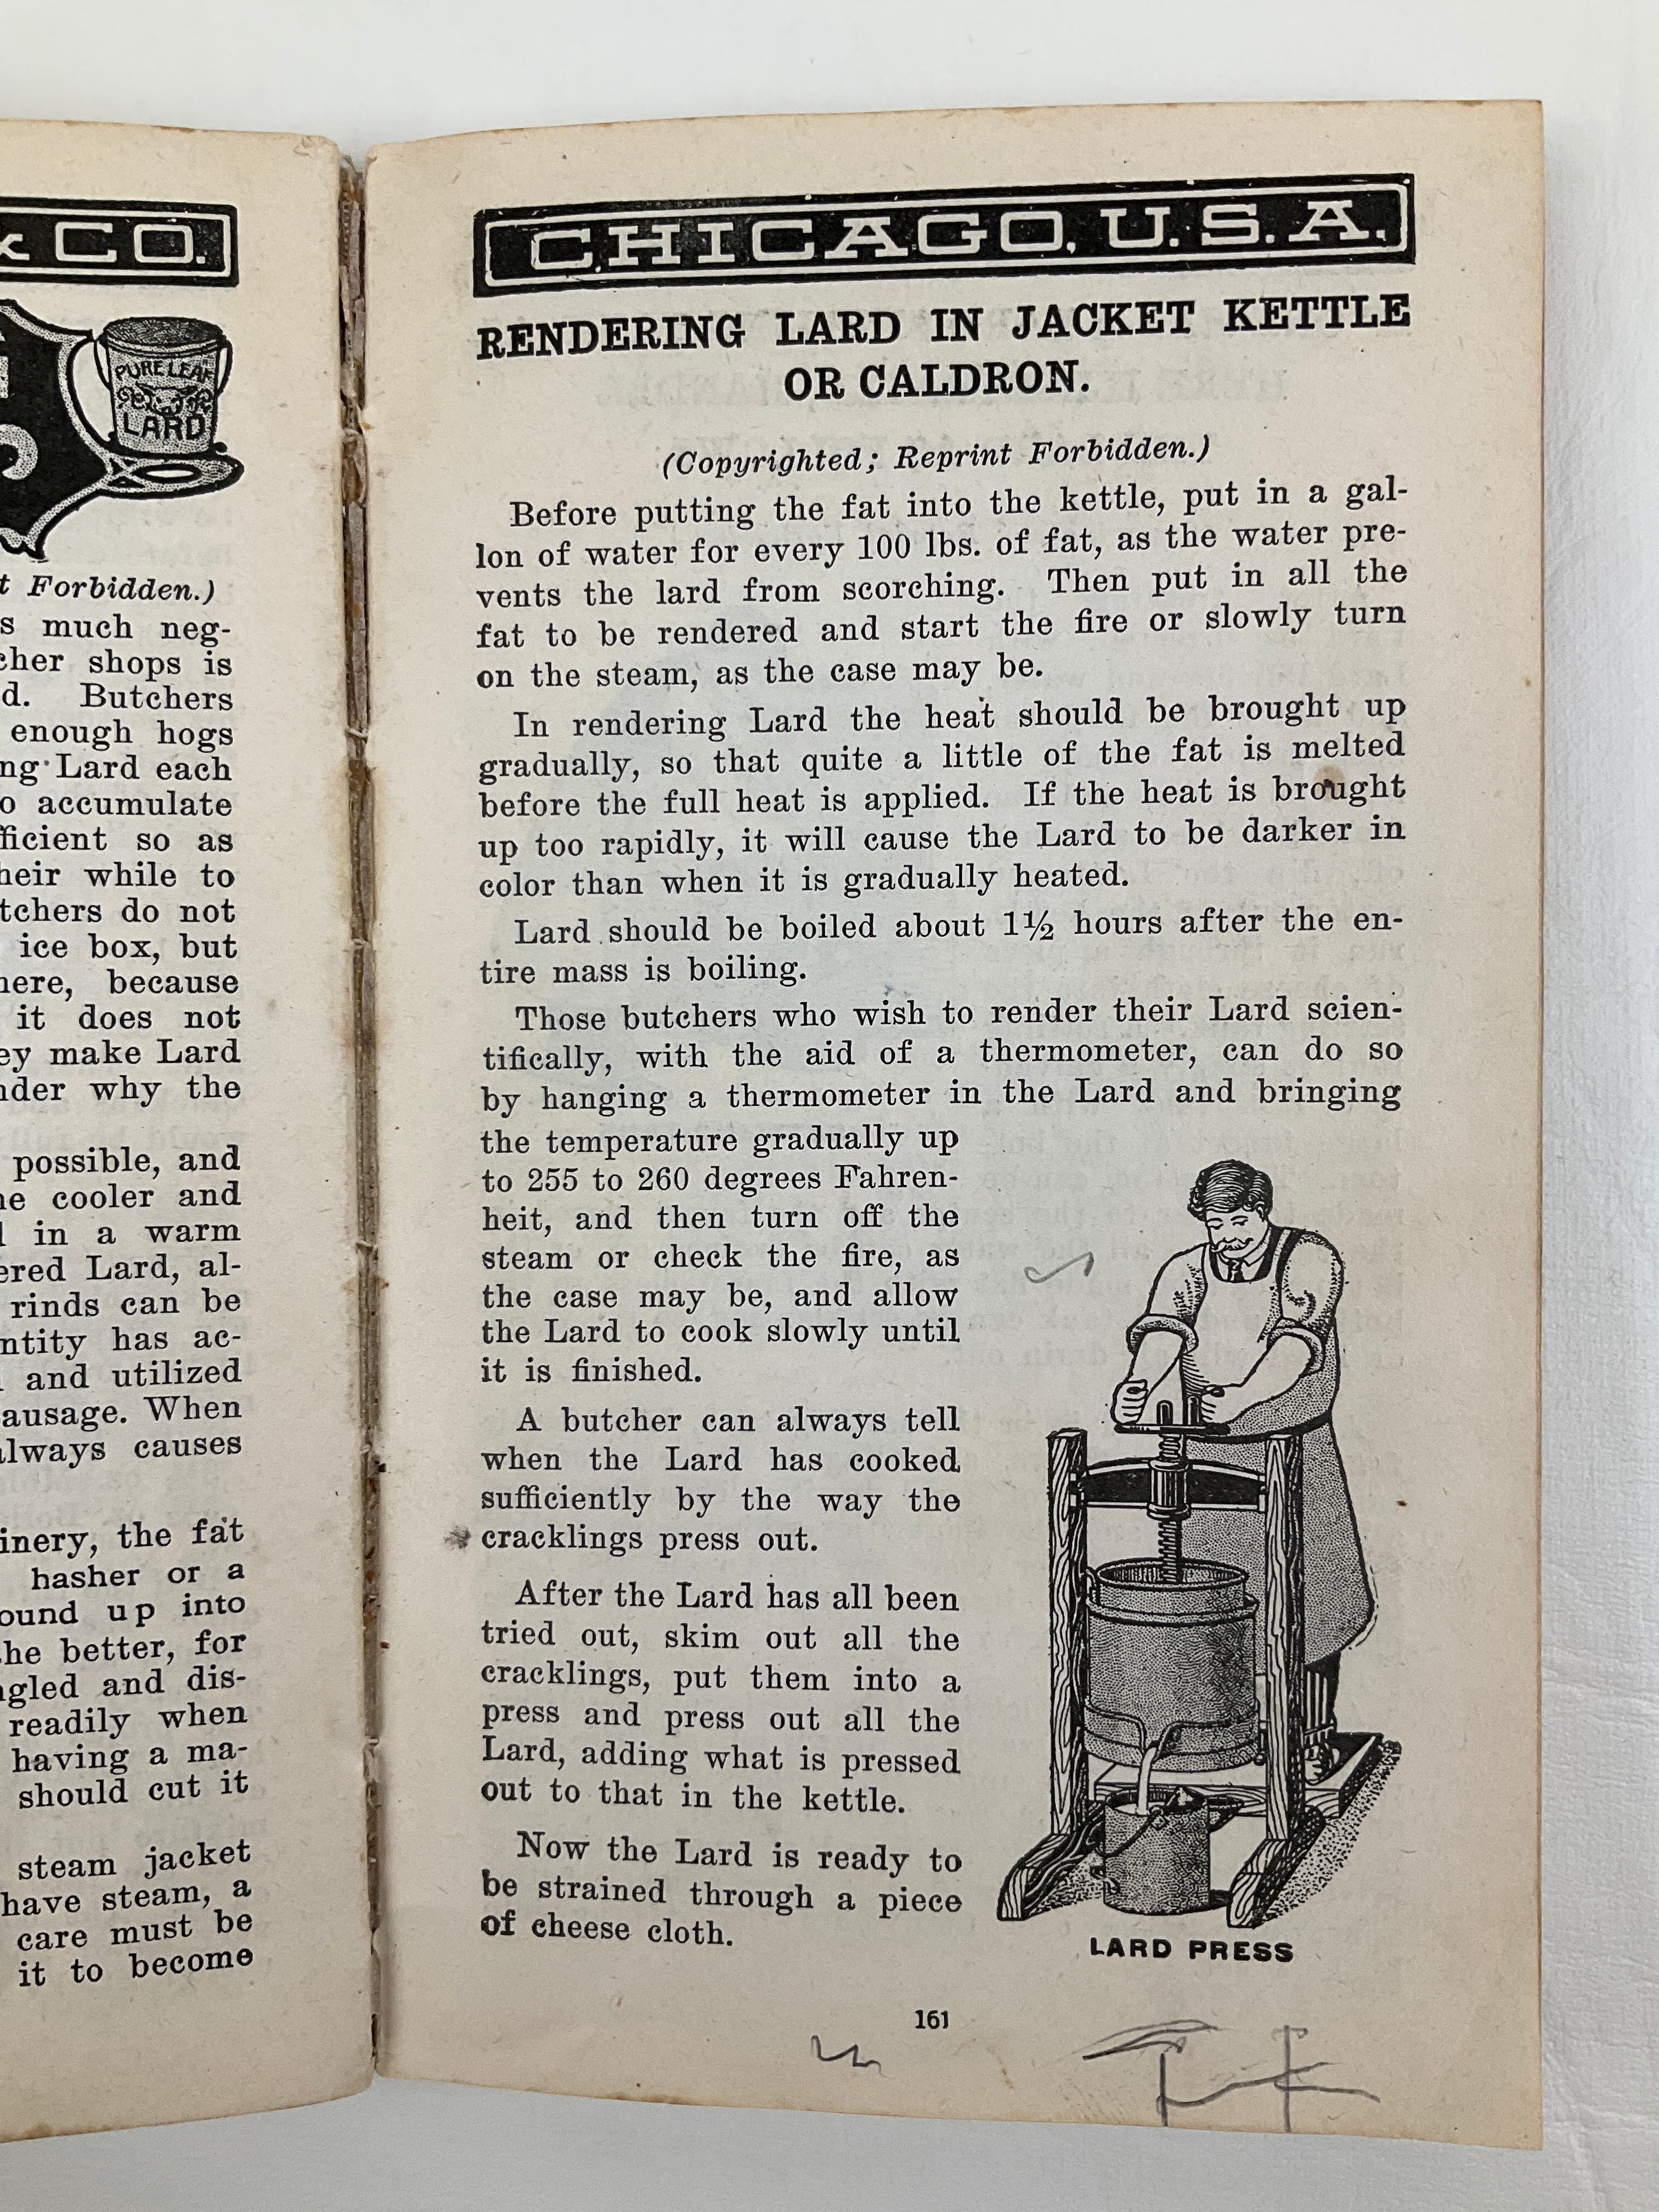 & CO.
PURE LEAF
LARD
t Forbidden.)
s much neg-
cher shops is
d. Butchers
enough hogs
ng Lard each
o accumulate
fficient so as
heir while to
tchers do not
ice box, but
here, because
it does not
ey make Lard
nder why the
possible, and
ne cooler and
l in a warm
ered Lard, al-
rinds can be
ntity has ac-
l and utilized
ausage. When
always causes
inery, the fat
hasher or a
ound up into
the better, for
ngled and dis-
readily when
having a ma-
should cut it
steam jacket
have steam, a
care must be
it to become
CHICAGO, U.S.A.
RENDERING LARD IN JACKET KETTLE
OR CALDRON.
(Copyrighted; Reprint Forbidden.)
Before putting the fat into the kettle, put in a gal-
lon of water for every 100 lbs. of fat, as the water pre-
vents the lard from scorching. Then put in all the
fat to be rendered and start the fire or slowly turn
on the steam, as the case may be.
In rendering Lard the heat should be brought up
gradually, so that quite a little of the fat is melted
before the full heat is applied. If the heat is brought
up too rapidly, it will cause the Lard to be darker in
color than when it is gradually heated.
Lard should be boiled about 1½ hours after the en-
tire mass is boiling.
Those butchers who wish to render their Lard scien-
tifically, with the aid of a thermometer, can do so
by hanging a thermometer in the Lard and bringing
the temperature gradually up
to 255 to 260 degrees Fahren-
heit, and then turn off the
steam or check the fire, as
the case may be, and allow
the Lard to cook slowly until
it is finished.
A butcher can always tell
when the Lard has cooked
sufficiently by the way the
cracklings press out.
After the Lard has all been
tried out, skim out all the
cracklings, put them into a
press and press out all the
Lard, adding what is pressed
out to that in the kettle.
Now the Lard is ready to
be strained through a piece
of cheese cloth.
LARD PRESS
161